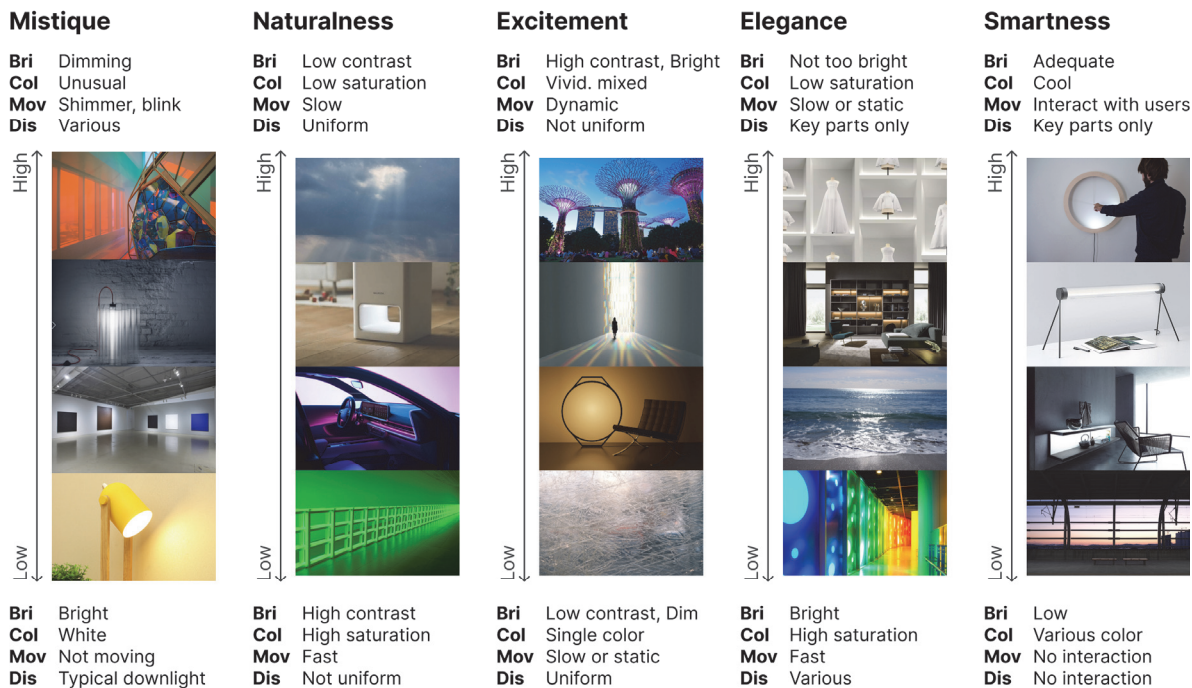 Mistique
Bri Dimming
Col Unusual
Mov Shimmer, blink
Dis Various
High
Low
Bri Bright
Col White
Mov Not moving
Dis Typical downlight
Naturalness
Bri Low contrast
Col Low saturation
Mov Slow
Dis Uniform
High
Low
Bri High contrast
Col High saturation
Mov Fast
Dis Not uniform
Excitement
Bri High contrast, Bright
Col Vivid. mixed
Mov Dynamic
Dis Not uniform
High
Low
Bri Low contrast, Dim
Col Single color
Mov Slow or static
Dis Uniform
Elegance
Bri Not too bright
Col Low saturation
Mov Slow or static
Dis Key parts only
High
Low
Bri Bright
Col High saturation
Mov Fast
Dis Various
Smartness
Bri Adequate
Col Cool
Mov Interact with users
Dis Key parts only
High
Low
Bri Low
Col Various color
Mov No interaction
Dis No interaction